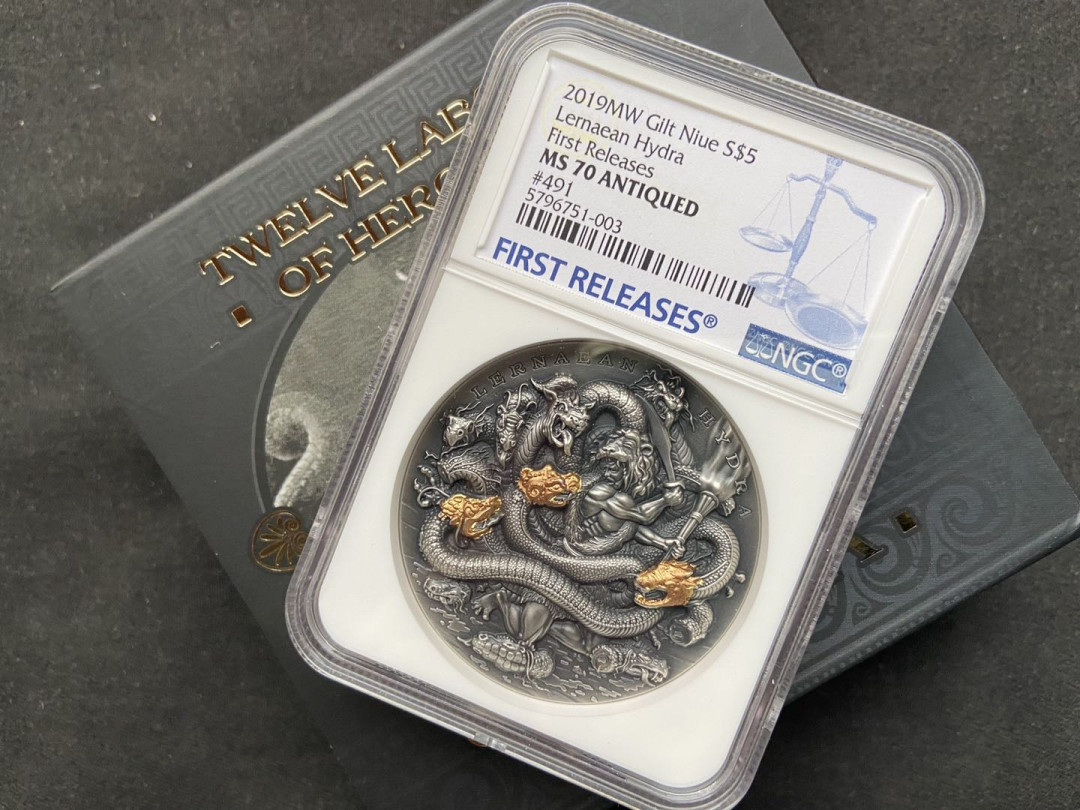 TWELVE LAB
OF HERC
2019MW Gilt Niue S$5
Lernaean Hydra
First Releases
MS 70 ANTIQUED
#491
5796751-003
FIRST RELEASES®
NGC®
LERNAEAN HYDRA